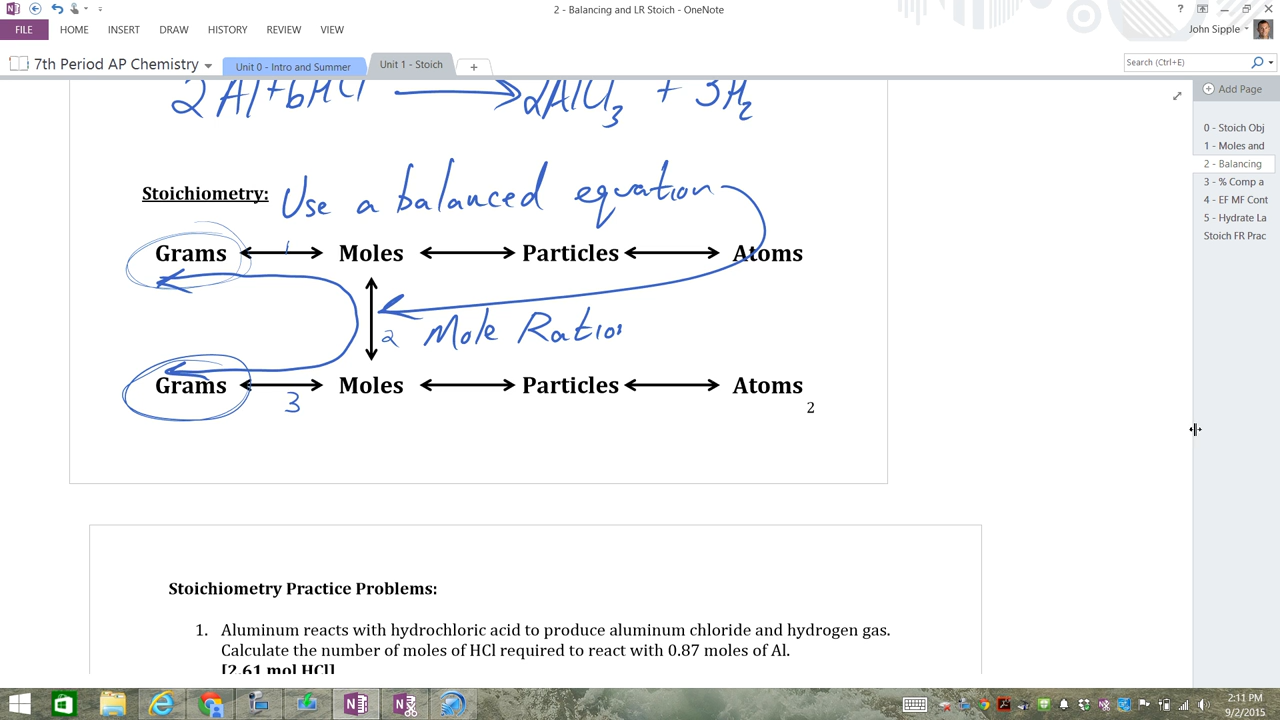 2 - Balancing and LR Stoich - OneNote
FILE HOME INSERT DRAW HISTORY REVIEW VIEW
John Sipple
7th Period AP Chemistry
Unit 0 - Intro and Summer
Unit 1 - Stoich
Search (Ctrl+E)
Add Page
0 - Stoich Obj
1 - Moles and
2 - Balancing
3 - % Comp a
4 - EF MF Cont
5 - Hydrate La
Stoich FR Prac
2Al+6HCl → 2AlCl3 + 3H2
Stoichiometry: Use a balanced equation
Grams 1 Moles Particles Atoms
2 Mole Ratio
Grams Moles Particles Atoms
3
2
Stoichiometry Practice Problems:
1. Aluminum reacts with hydrochloric acid to produce aluminum chloride and hydrogen gas.
Calculate the number of moles of HCl required to react with 0.87 moles of Al.
[2.61 mol HCl]
2:11 PM
9/2/2015